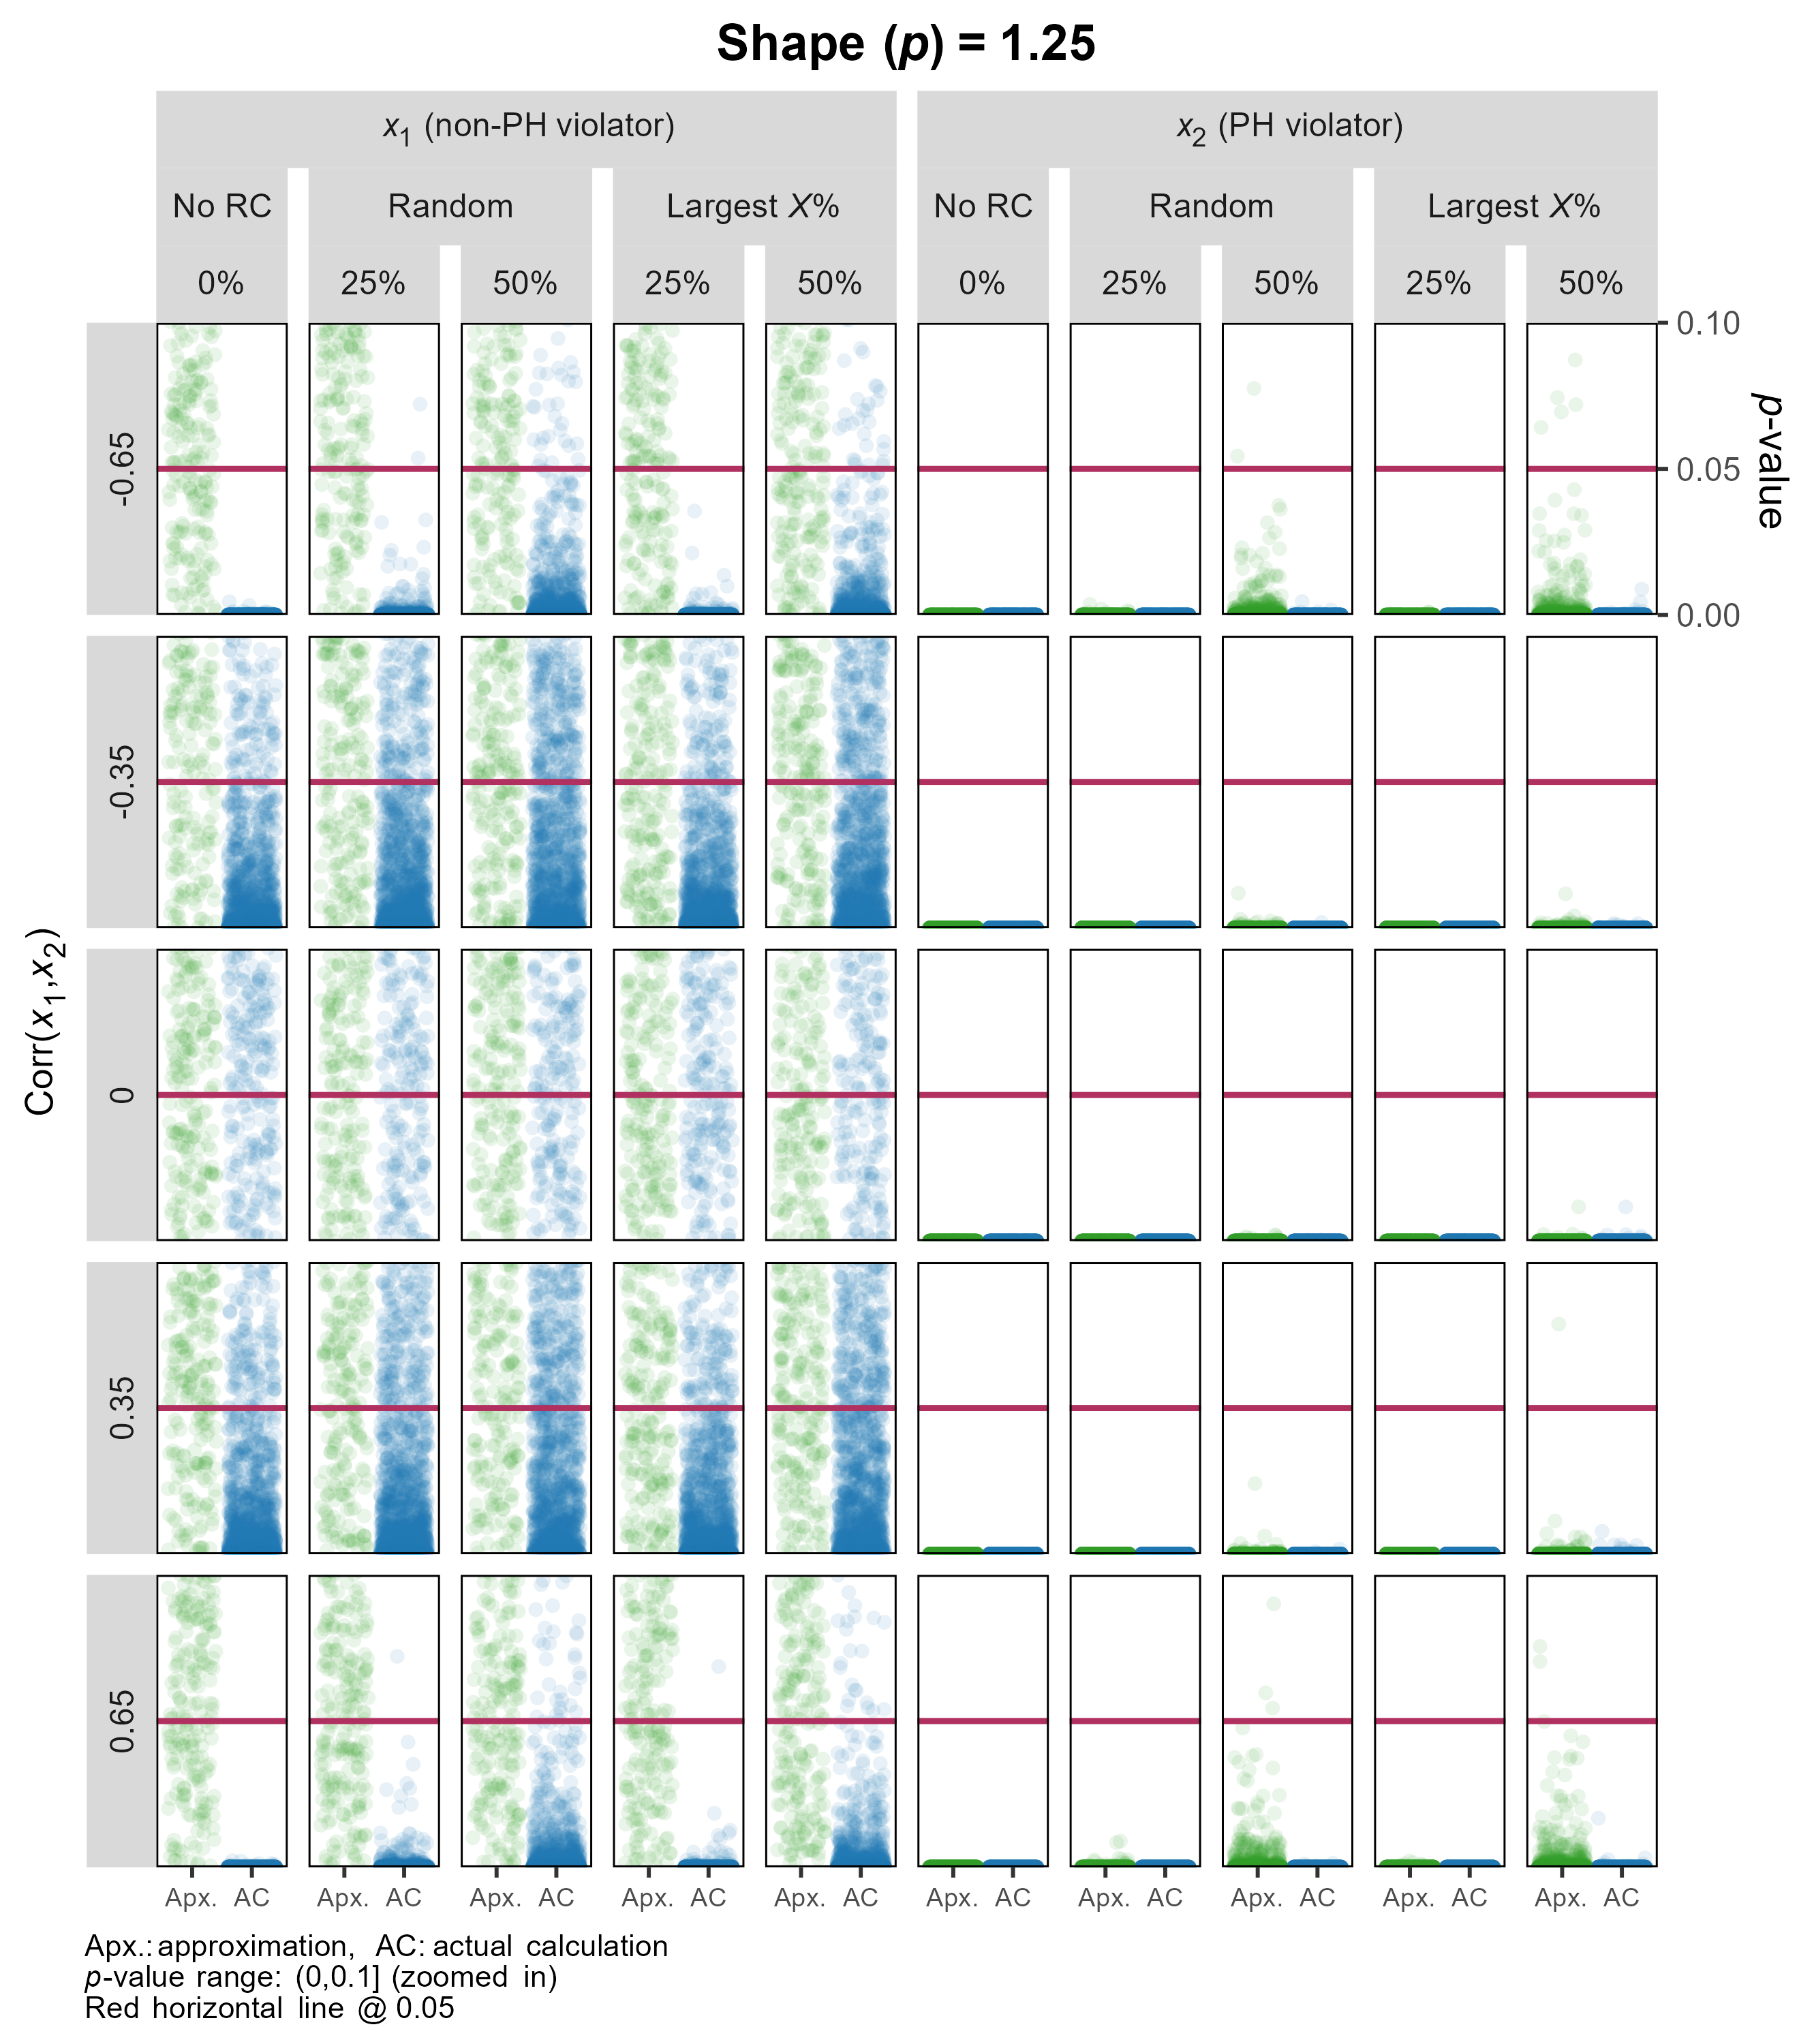 Shape (p) = 1.25
x1 (non-PH violator) x2 (PH violator)
No RC Random Largest X% No RC Random Largest X%
0% 25% 50% 25% 50% 0% 25% 50% 25% 50%
0.10
0.05
0.00
p-value
Corr(x1,x2)
-0.65
-0.35
0
0.35
0.65
Apx. AC Apx. AC Apx. AC Apx. AC Apx. AC Apx. AC Apx. AC Apx. AC Apx. AC Apx. AC
Apx.: approximation, AC: actual calculation
p-value range: (0,0.1] (zoomed in)
Red horizontal line @ 0.05